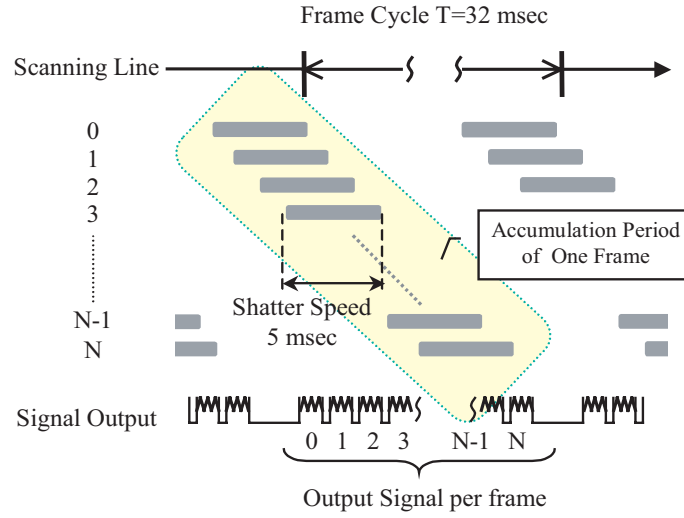 Frame Cycle T=32 msec
Scanning Line
0
1
2
3
Accumulation Period
of One Frame
Shatter Speed
5 msec
N-1
N
Signal Output
0 1 2 3 N-1 N
Output Signal per frame